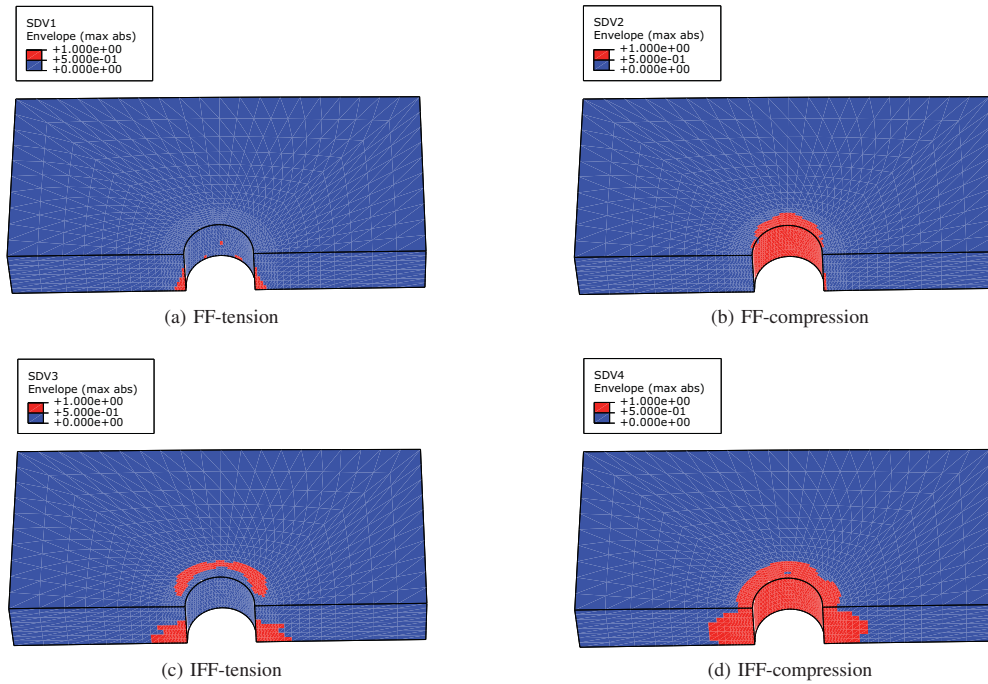 SDV1
Envelope (max abs)
+1.000e+00
+5.000e-01
+0.000e+00
SDV2
Envelope (max abs)
+1.000e+00
+5.000e-01
+0.000e+00
(a) FF-tension
(b) FF-compression
SDV3
Envelope (max abs)
+1.000e+00
+5.000e-01
+0.000e+00
SDV4
Envelope (max abs)
+1.000e+00
+5.000e-01
+0.000e+00
(c) IFF-tension
(d) IFF-compression